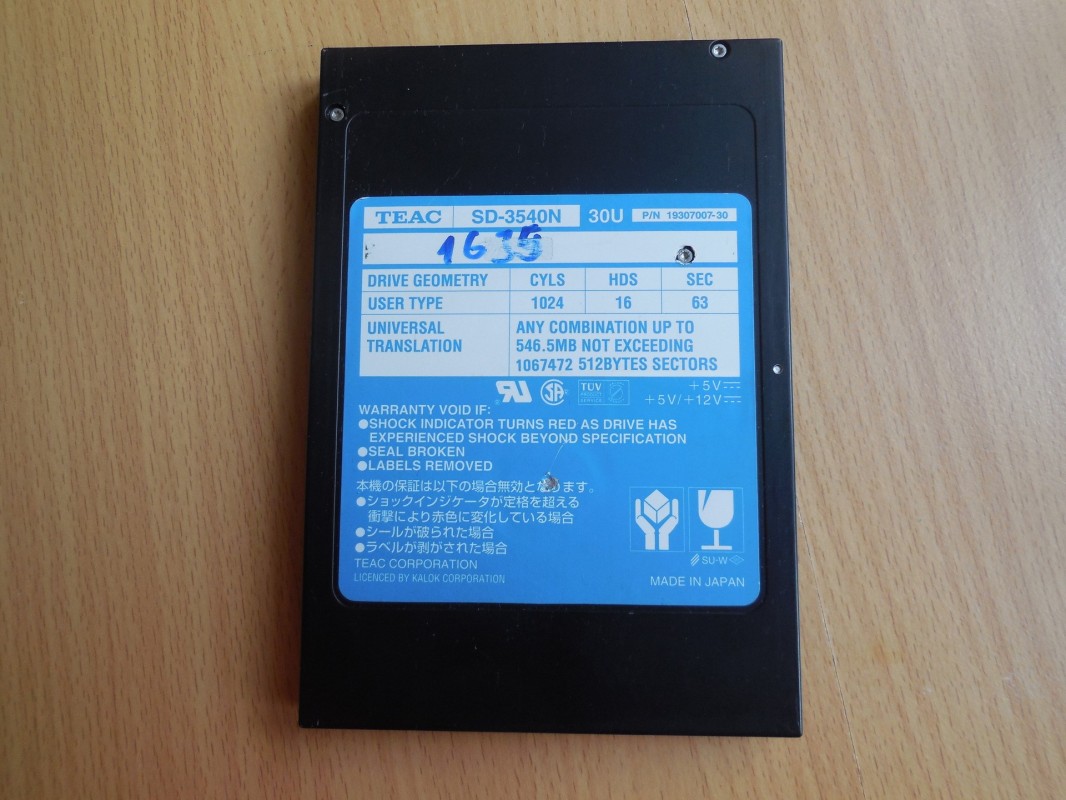 TEAC SD-3540N 30U P/N 19307007-30
1635
DRIVE GEOMETRY CYLS HDS SEC
USER TYPE 1024 16 63
UNIVERSAL TRANSLATION
ANY COMBINATION UP TO
546.5MB NOT EXCEEDING
1067472 512BYTES SECTORS
+5V
+5V/+12V
TUV
WARRANTY VOID IF:
●SHOCK INDICATOR TURNS RED AS DRIVE HAS
EXPERIENCED SHOCK BEYOND SPECIFICATION
●SEAL BROKEN
●LABELS REMOVED
本機の保証は以下の場合無効となります。
●ショックインジケータが定格を超える
衝撃により赤色に変化している場合
●シールが破られた場合
●ラベルが剥がされた場合
TEAC CORPORATION
LICENCED BY KALOK CORPORATION
SU-W
MADE IN JAPAN